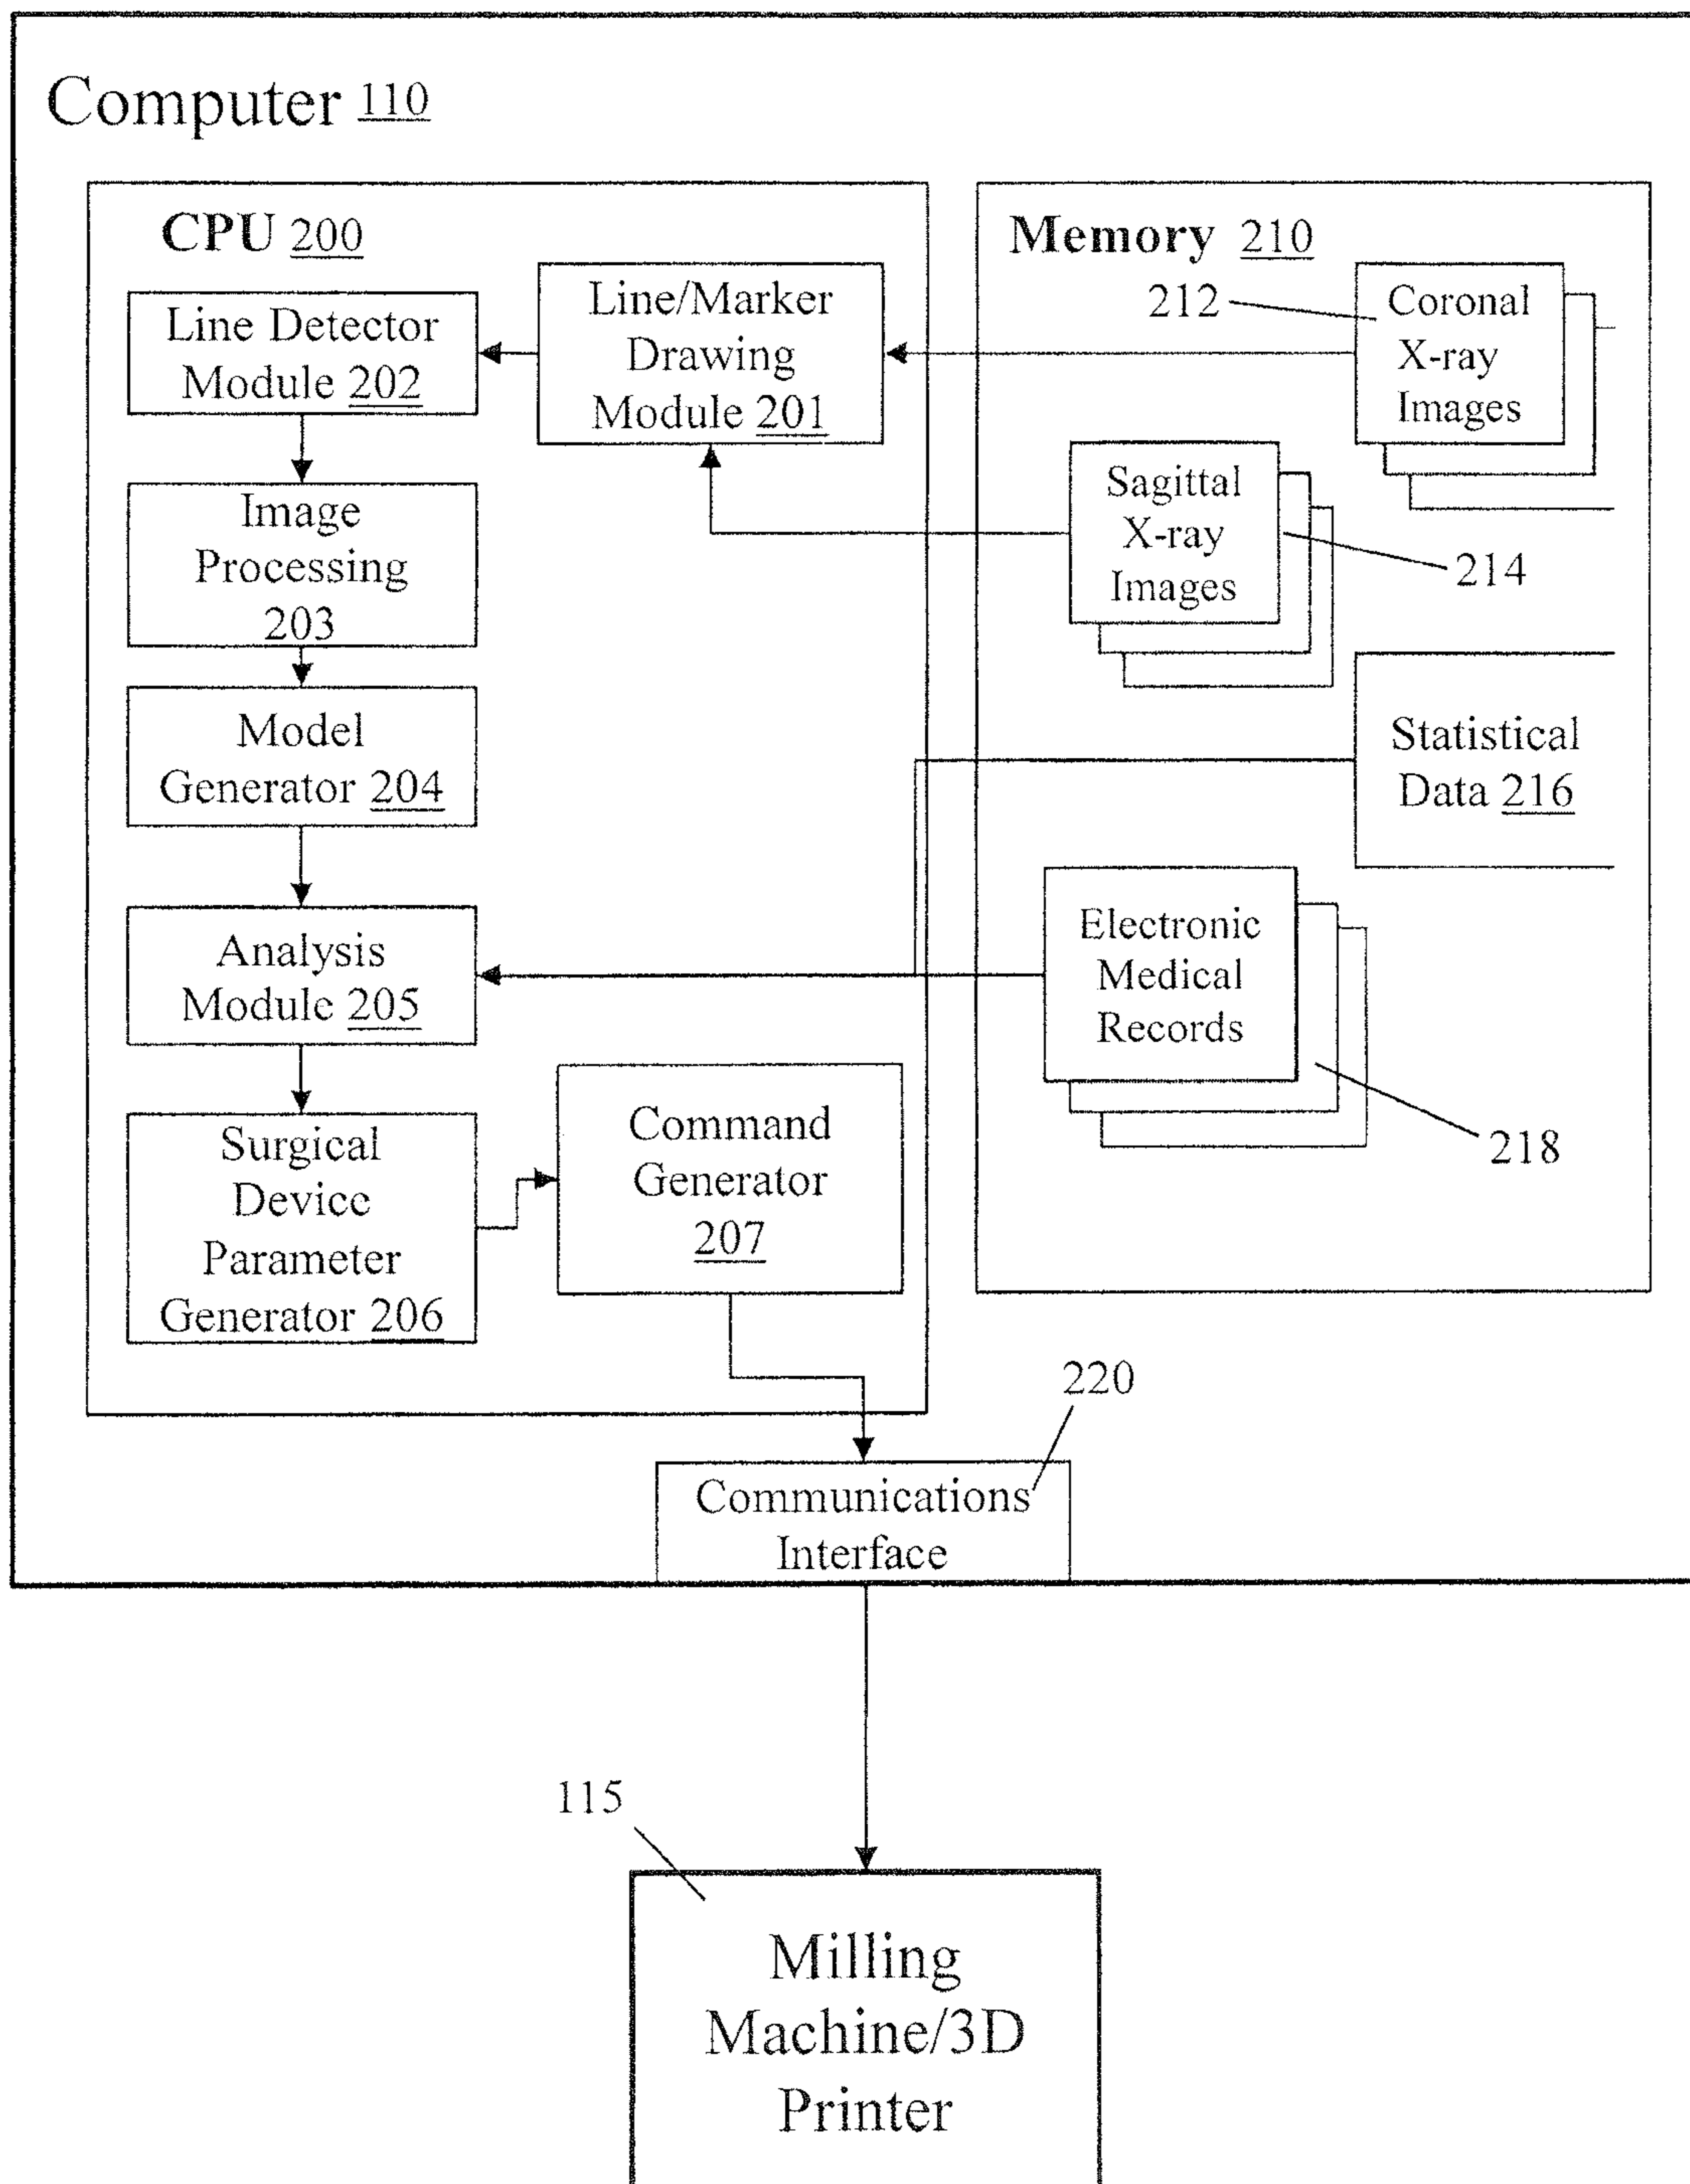 Computer 110
CPU 200
Line Detector
Module 202
Line/Marker
Drawing
Module 201
Image
Processing
203
Model
Generator 204
Analysis
Module 205
Surgical
Device
Parameter
Generator 206
Command
Generator
207
Memory 210
212
Coronal
X-ray
Images
Sagittal
X-ray
Images
214
Statistical
Data 216
Electronic
Medical
Records
218
220
Communications
Interface
115
Milling
Machine/3D
Printer